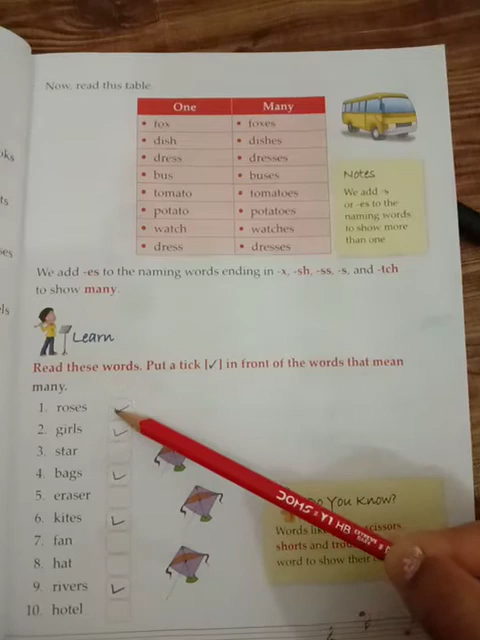 Now, read this table.
One Many
• fox • foxes
• dish • dishes
• dress • dresses
• bus • buses
• tomato • tomatoes
• potato • potatoes
• watch • watches
• dress • dresses
Notes
We add -s
or -es to the
naming words
to show more
than one
We add -es to the naming words ending in -x, -sh, -ss, -s, and -tch
to show many.
Learn
Read these words. Put a tick [✓] in front of the words that mean
many.
1. roses ✓
2. girls ✓
3. star
4. bags ✓
5. eraser
6. kites ✓
7. fan
8. hat
9. rivers ✓
10. hotel
Do You Know?
Words
shorts and
word to show their
DOMS Y1 HB